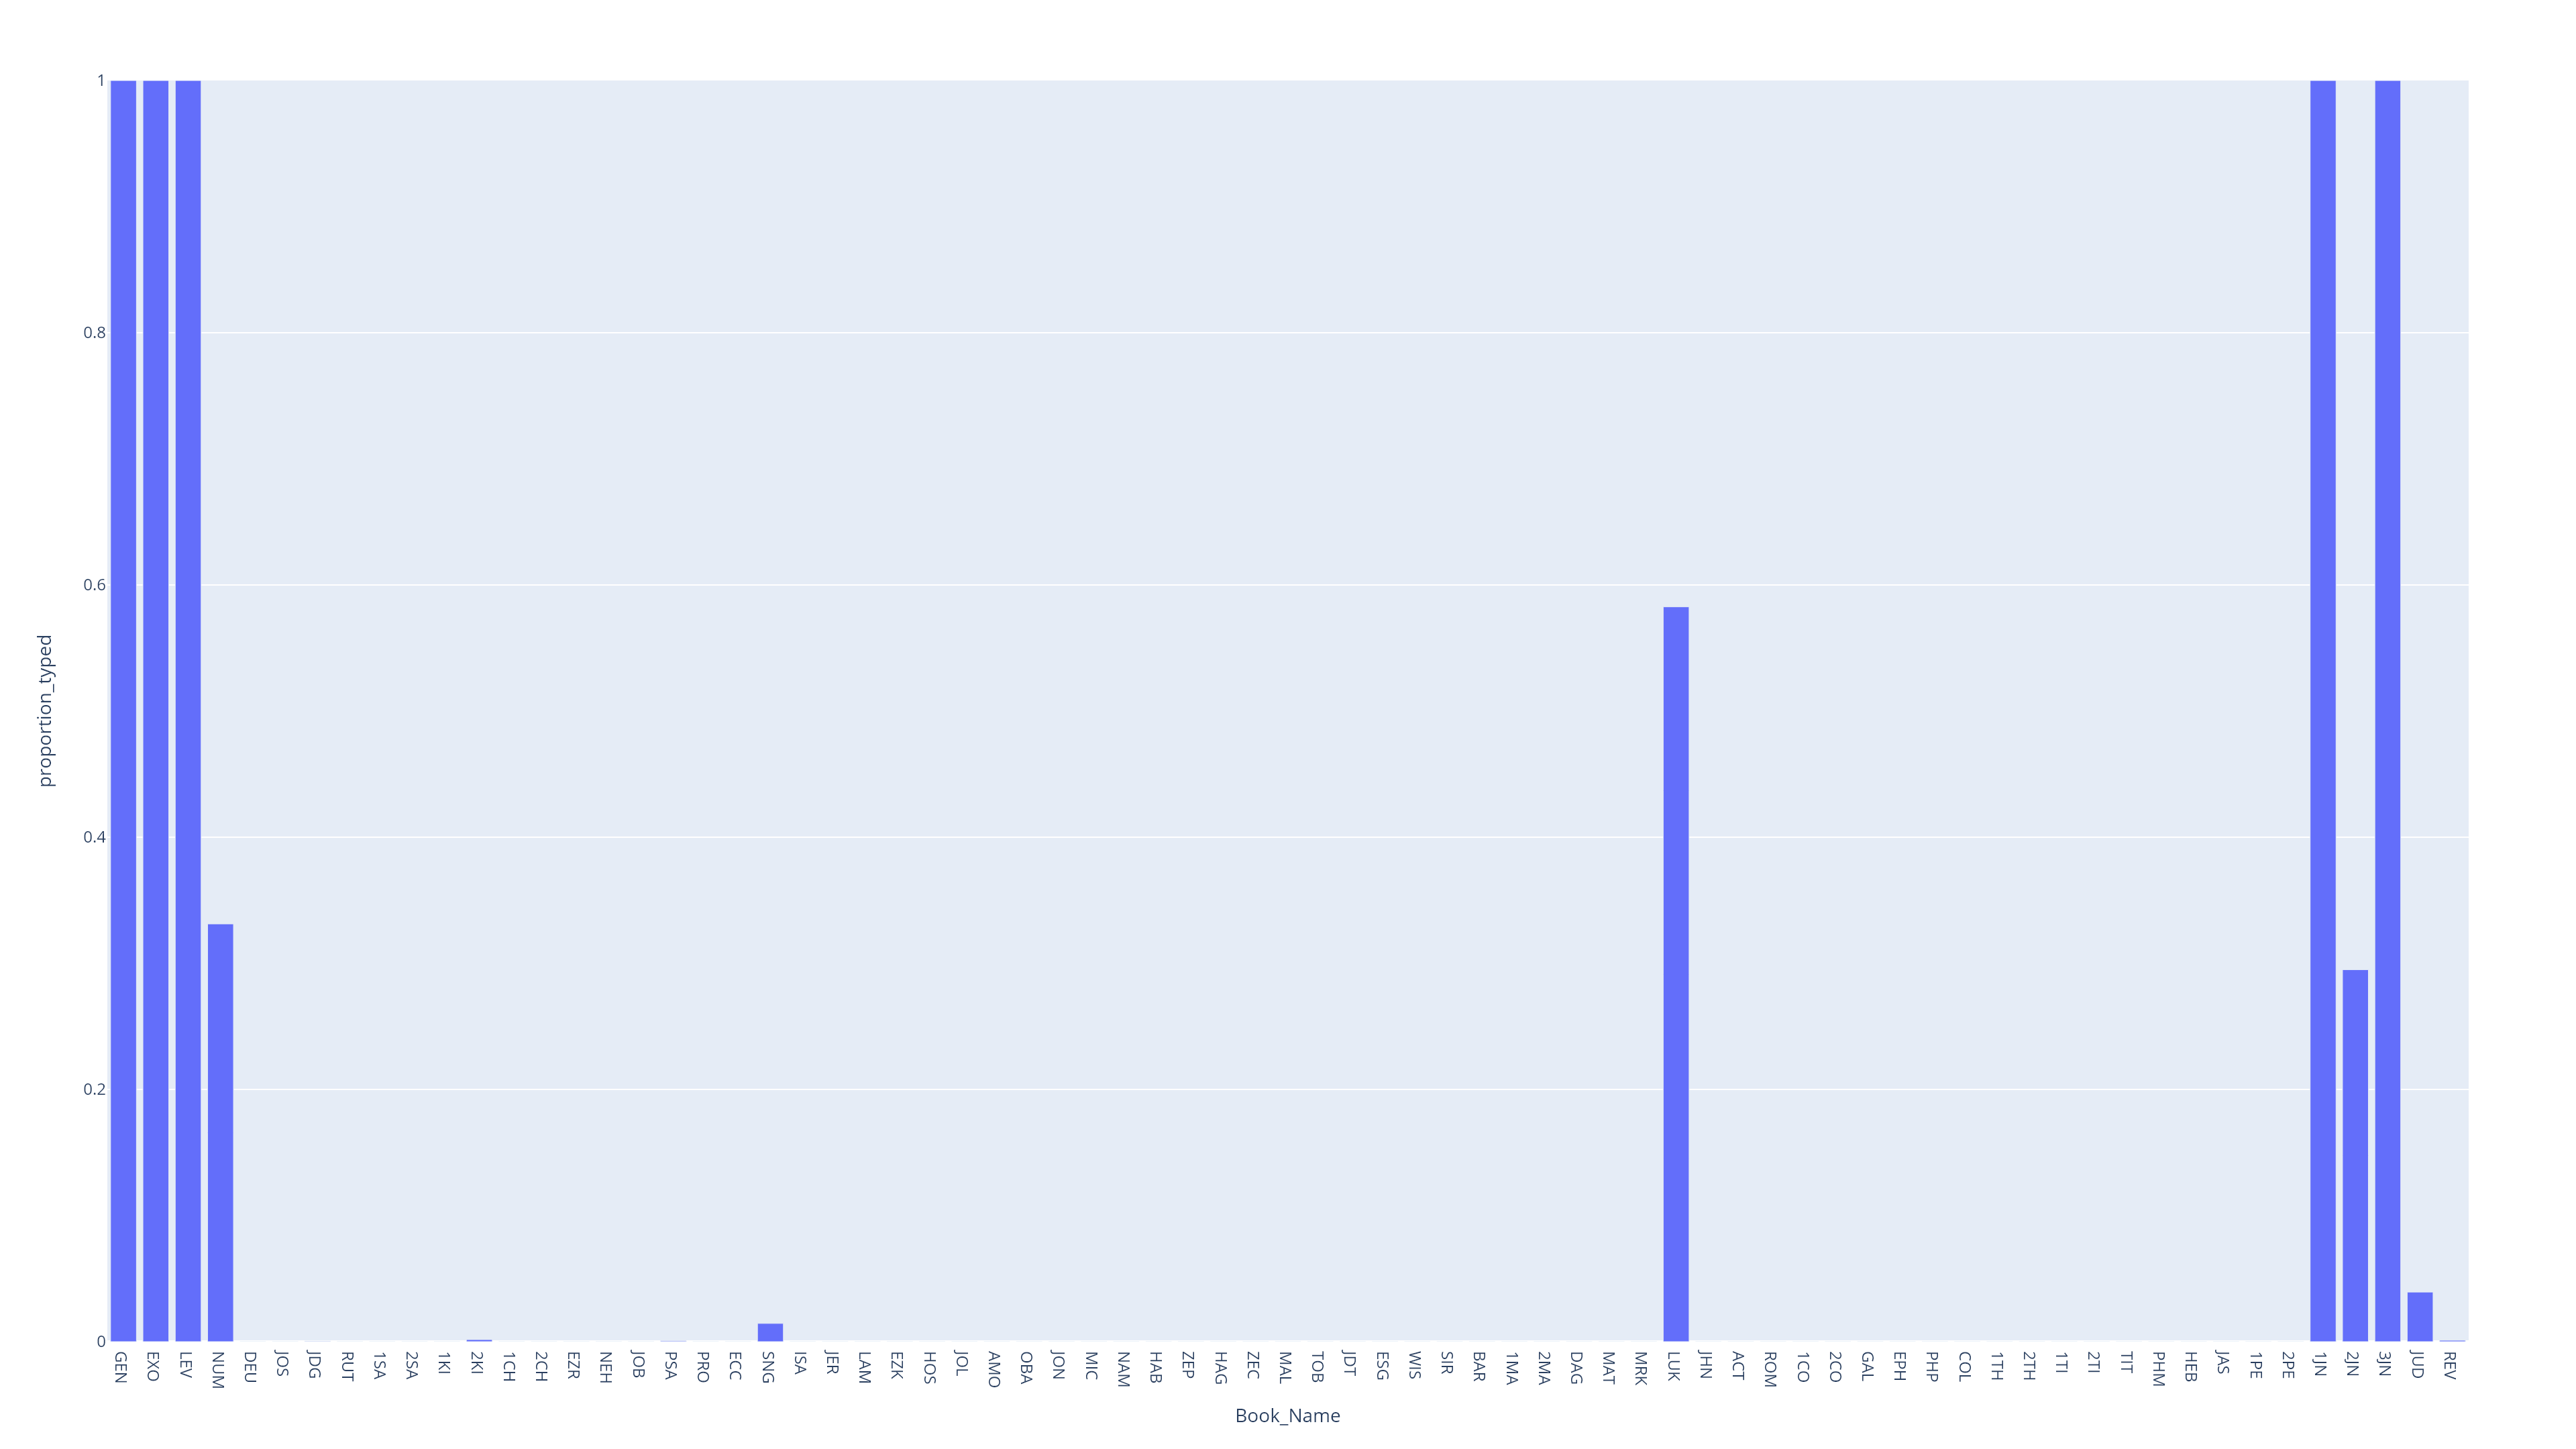 proportion_typed
1
0.8
0.6
0.4
0.2
0
GEN EXO LEV NUM DEU JOS JDG RUT 1SA 2SA 1KI 2KI 1CH 2CH EZR NEH JOB PSA PRO ECC SNG ISA JER LAM EZK HOS JOL AMO OBA JON MIC NAM HAB ZEP HAG ZEC MAL TOB JDT ESG WIS SIR BAR 1MA 2MA DAG MAT MRK LUK JHN ACT ROM 1CO 2CO GAL EPH PHP COL 1TH 2TH 1TI 2TI TIT PHM HEB JAS 1PE 2PE 1JN 2JN 3JN JUD REV
Book_Name